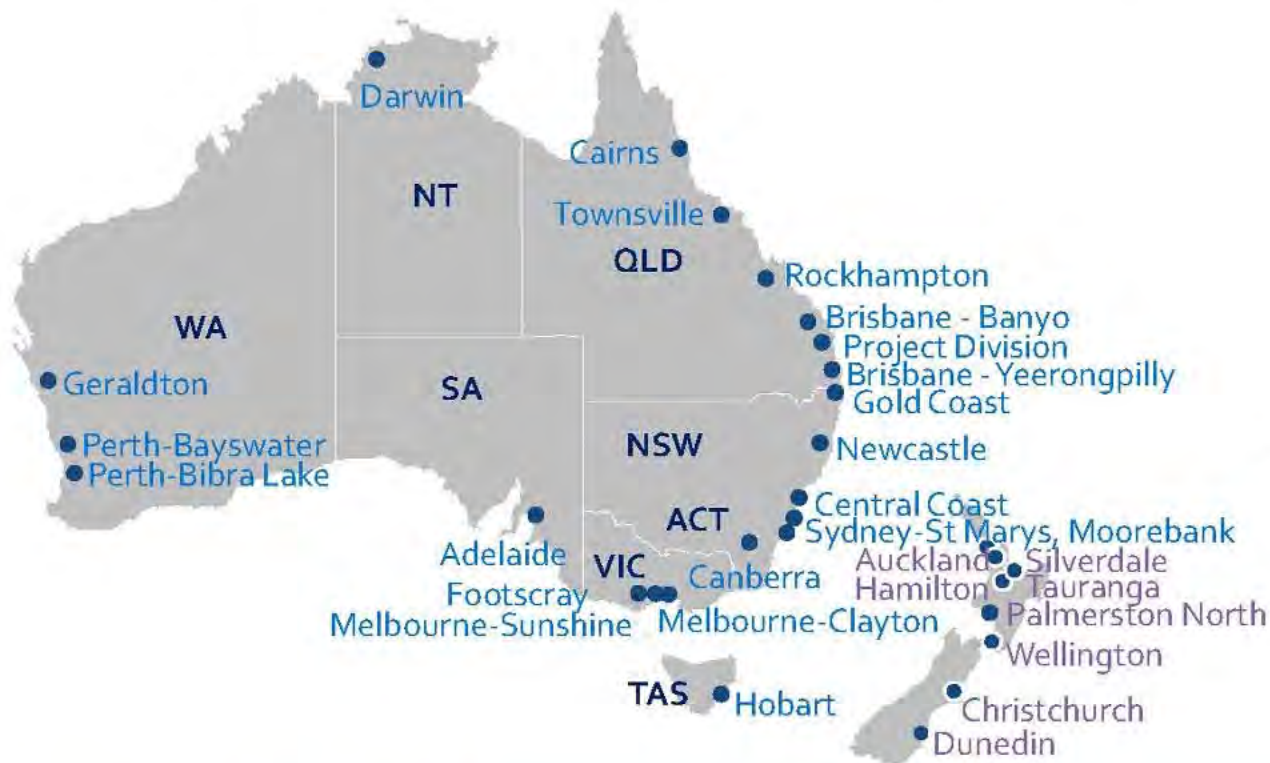 Darwin
Cairns
NT
Townsville
QLD
Rockhampton
WA
Brisbane - Banyo
Project Division
Brisbane - Yeerongpilly
Geraldton
SA
Gold Coast
Perth-Bayswater
NSW
Newcastle
Perth-Bibra Lake
Central Coast
ACT
Sydney-St Marys, Moorebank
Adelaide
Auckland
Silverdale
VIC
Canberra
Hamilton
Tauranga
Footscray
Palmerston North
Melbourne-Sunshine
Melbourne-Clayton
Wellington
TAS
Hobart
Christchurch
Dunedin